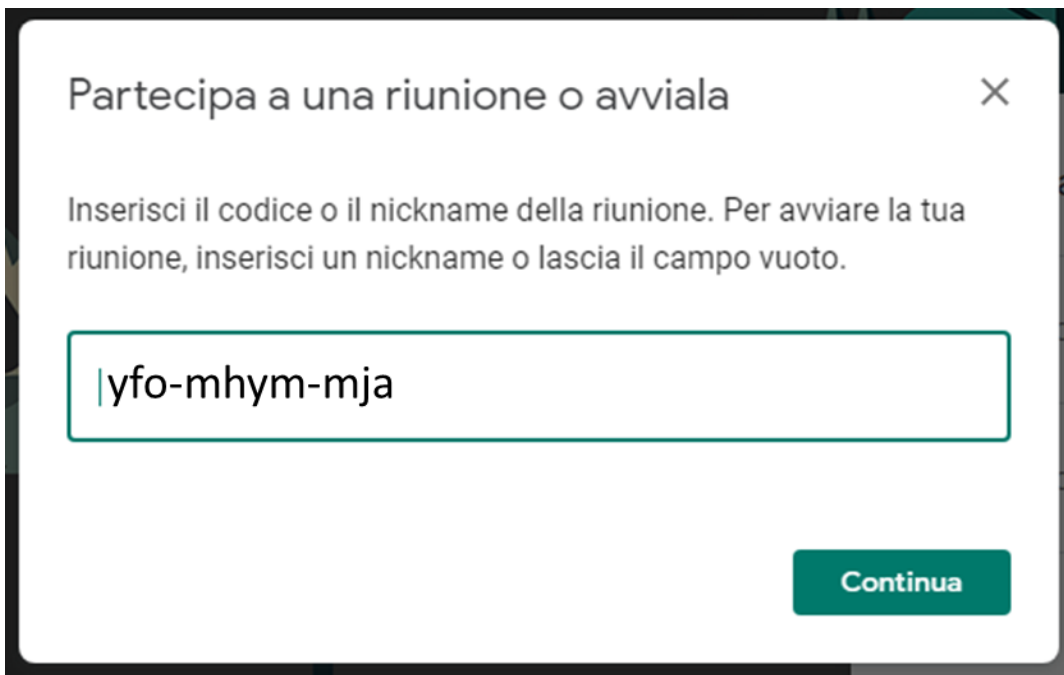 Partecipa a una riunione o avviala
Inserisci il codice o il nickname della riunione. Per avviare la tua
riunione, inserisci un nickname o lascia il campo vuoto.
yfo-mhym-mja
Continua